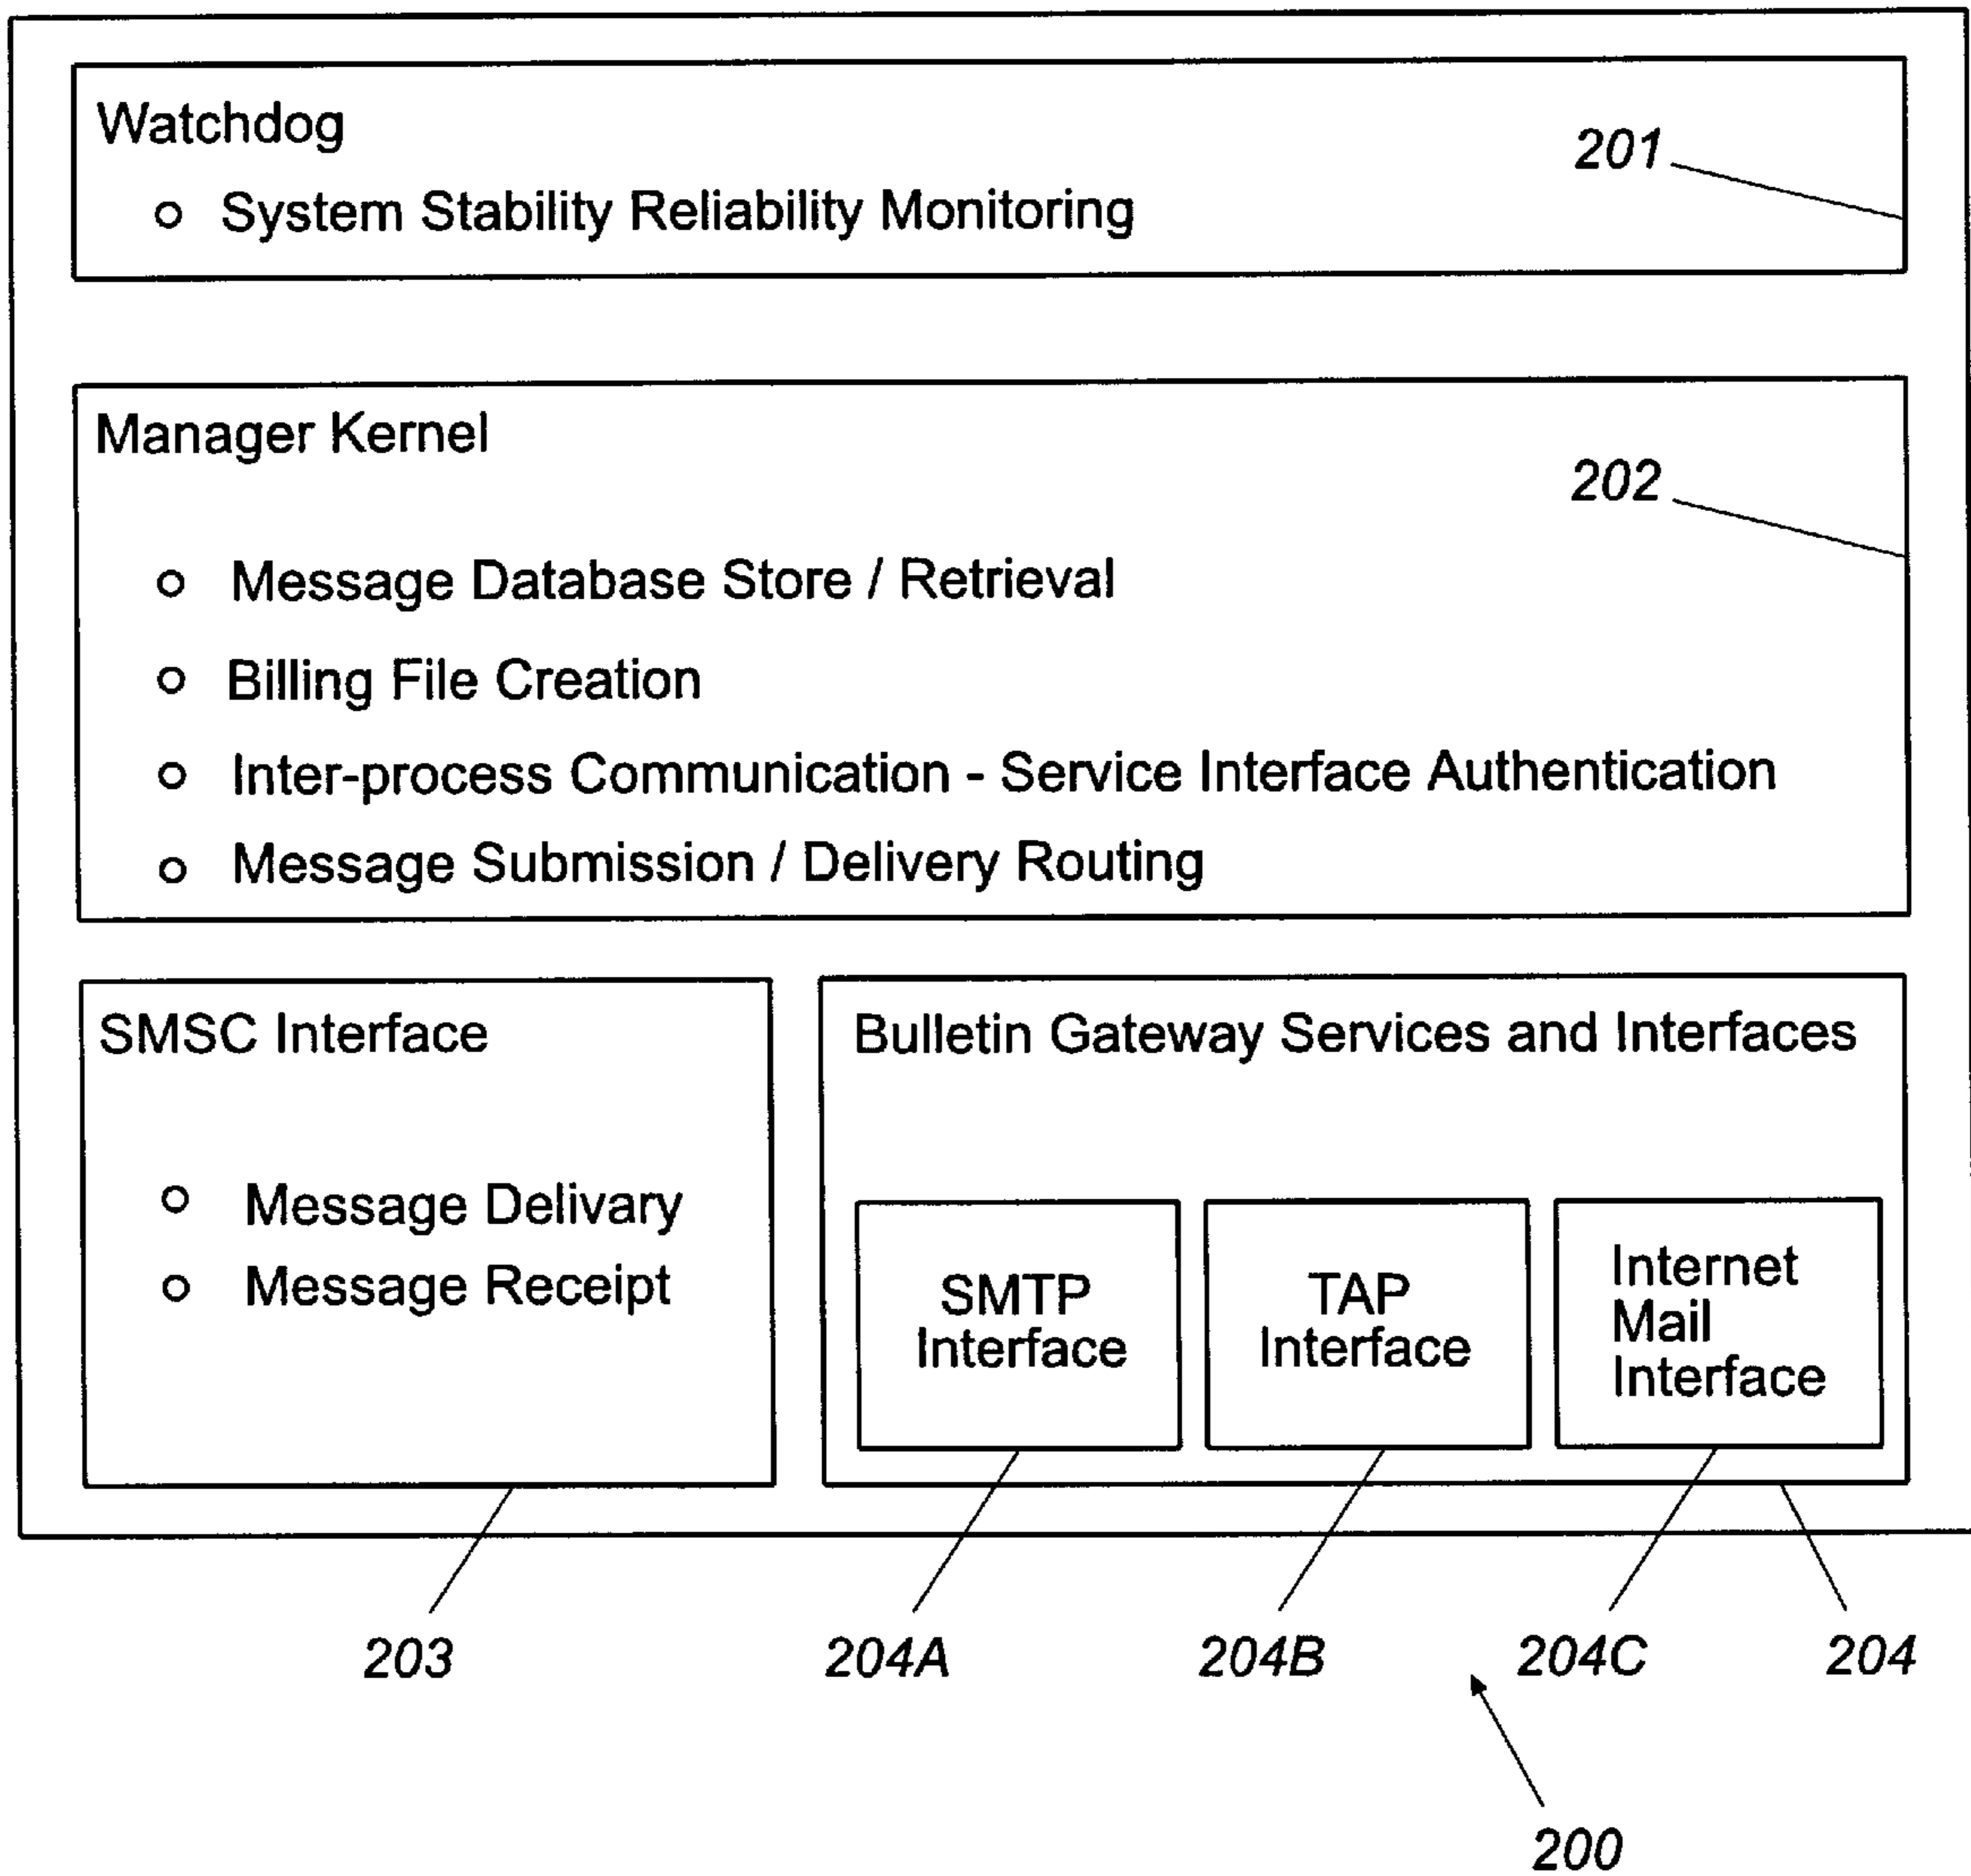 Watchdog
201
System Stability Reliability Monitoring
Manager Kernel
202
Message Database Store / Retrieval
Billing File Creation
Inter-process Communication - Service Interface Authentication
Message Submission / Delivery Routing
SMSC Interface
Message Delivary
Message Receipt
Bulletin Gateway Services and Interfaces
SMTP
Interface
TAP
Interface
Internet
Mail
Interface
203
204A
204B
204C
204
200